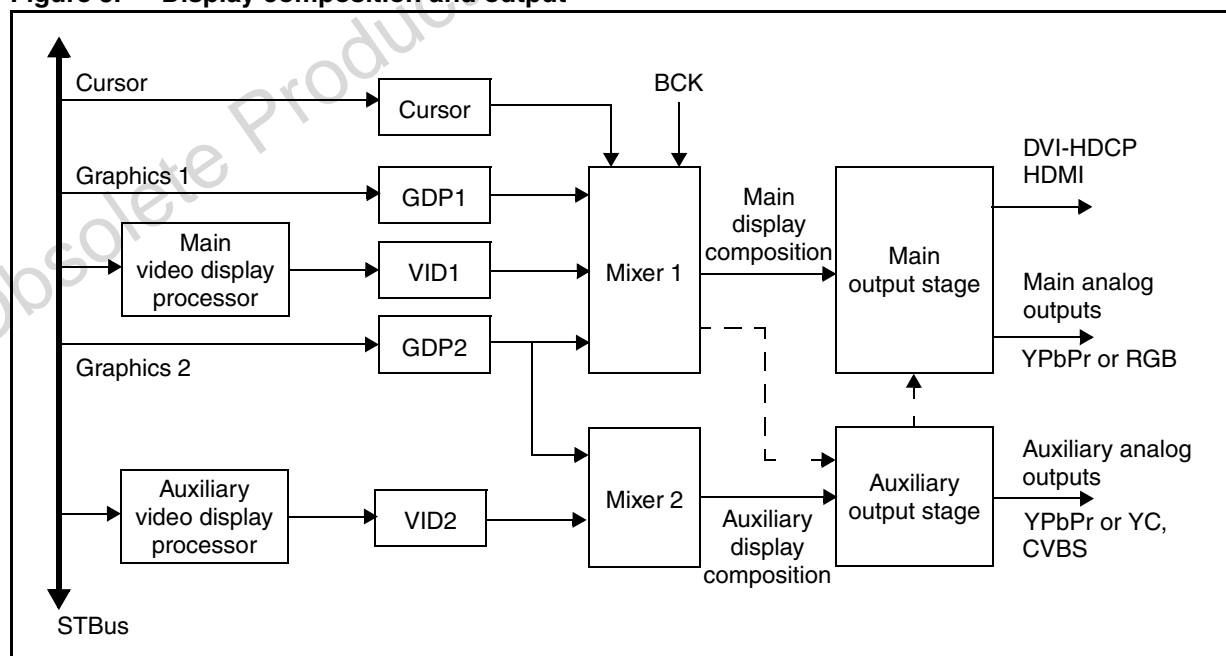 Display composition and output
Obsolete Produc
Cursor
Cursor
BCK
Graphics 1
GDP1
Main
video display
processor
VID1
GDP2
Graphics 2
Mixer 1
Main
display
composition
Main
output stage
DVI-HDCP
HDMI
Main analog
outputs
YPbPr or RGB
Auxiliary
video display
processor
VID2
Mixer 2
Auxiliary
display
composition
Auxiliary
output stage
Auxiliary analog
outputs
YPbPr or YC,
CVBS
STBus